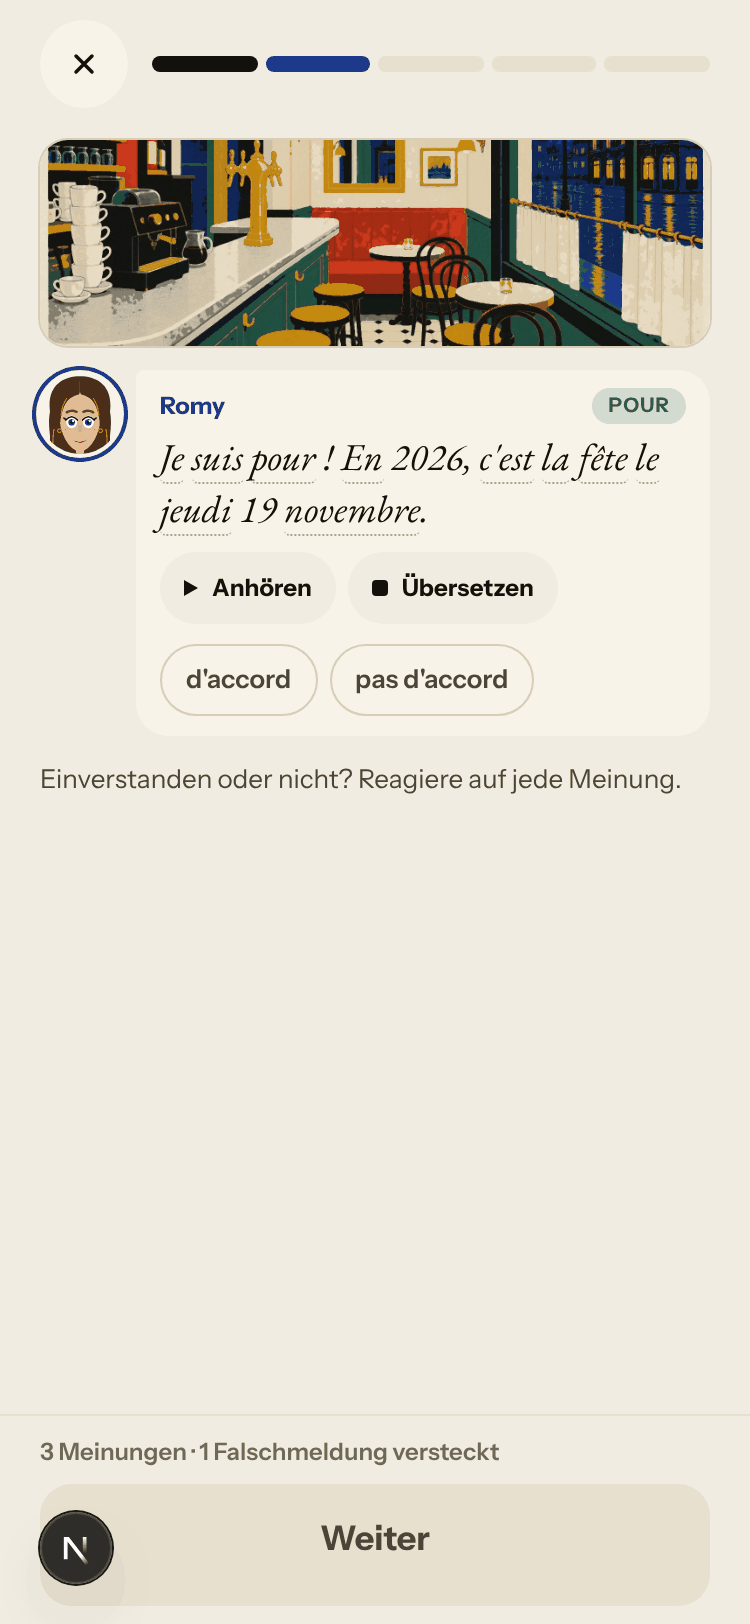 Romy
POUR
Je suis pour ! En 2026, c'est la fête le
jeudi 19 novembre.
Anhören
Übersetzen
d'accord
pas d'accord
Einverstanden oder nicht? Reagiere auf jede Meinung.
3 Meinungen · 1 Falschmeldung versteckt
Weiter
N